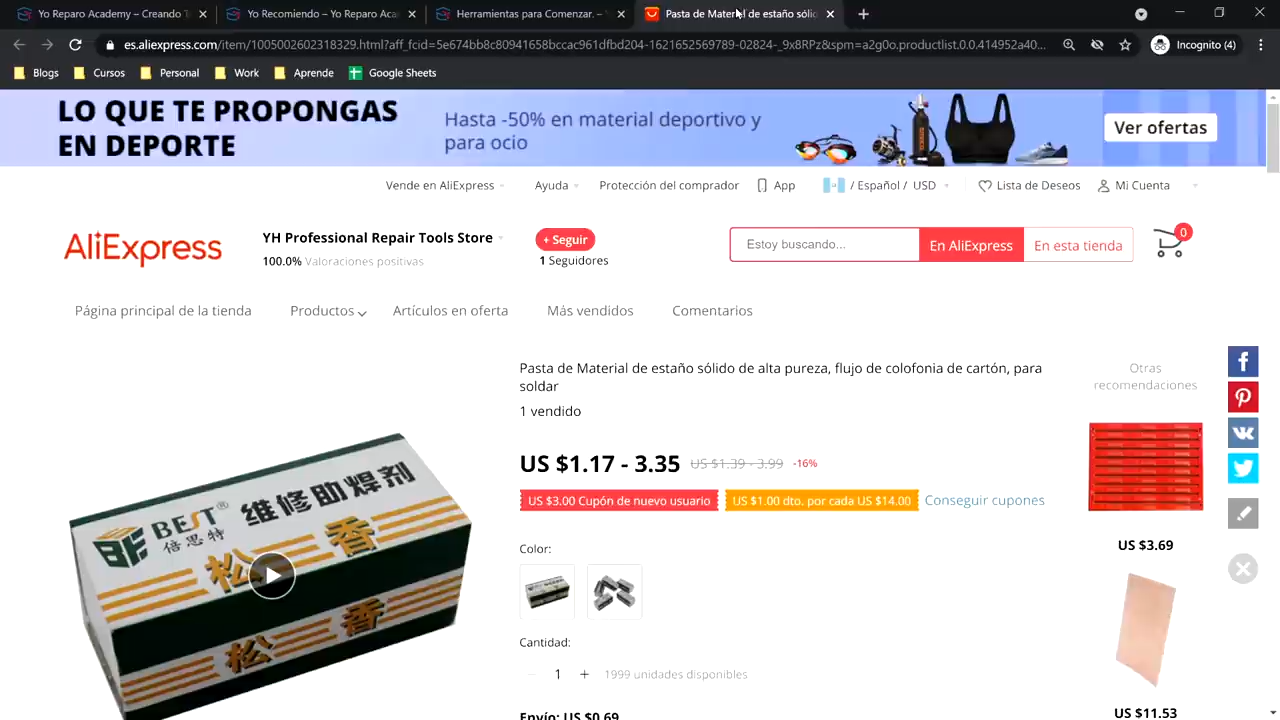 Yo Reparo Academy – Creando T
Yo Recomiendo – Yo Reparo Aca
Herramientas para Comenzar. – Y
Pasta de Material de estaño sólic
es.aliexpress.com/item/1005002602318329.html?aff_fcid=5e674bb8c80941658bccac961dfbd204-1621652569789-02824-_9x8RPz&spm=a2g0o.productlist.0.0.414952a40...
Incognito (4)
Blogs
Cursos
Personal
Work
Aprende
Google Sheets
LO QUE TE PROPONGAS
EN DEPORTE
Hasta -50% en material deportivo y
para ocio
Ver ofertas
Vende en AliExpress
Ayuda
Protección del comprador
App
/ Español / USD
Lista de Deseos
Mi Cuenta
AliExpress
YH Professional Repair Tools Store
100.0% Valoraciones positivas
+ Seguir
1 Seguidores
Estoy buscando...
En AliExpress
En esta tienda
0
Página principal de la tienda
Productos
Artículos en oferta
Más vendidos
Comentarios
Pasta de Material de estaño sólido de alta pureza, flujo de colofonia de cartón, para
soldar
1 vendido
US $1.17 - 3.35 US $1.39 - 3.99 -16%
US $3.00 Cupón de nuevo usuario
US $1.00 dto. por cada US $14.00
Conseguir cupones
Color:
Cantidad:
1
1999 unidades disponibles
Envío: US $0.69
BEST®
倍思特
维修助焊剂
松三香
松三香
Otras
recomendaciones
US $3.69
US $11.53